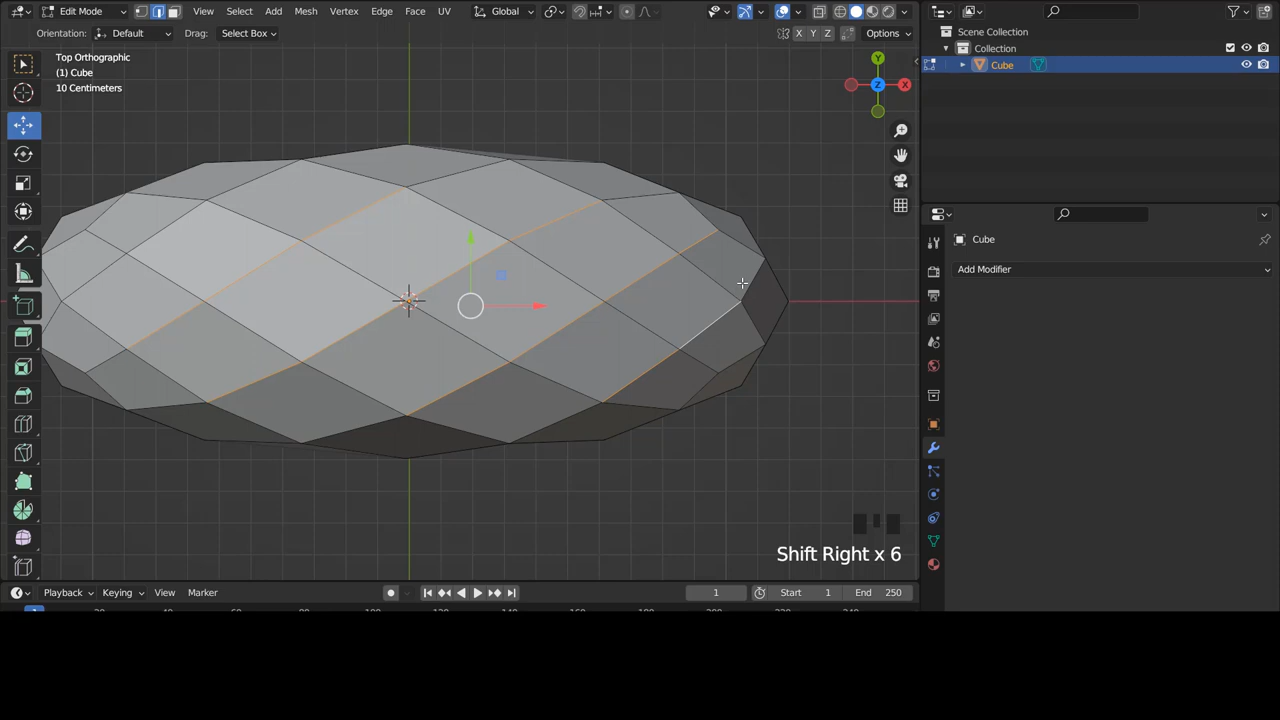 Edit Mode View Select Add Mesh Vertex Edge Face UV Global Options
Orientation: Default Drag: Select Box X Y Z Options
Top Orthographic
(1) Cube
10 Centimeters
Y
Z X
Shift Right x 6
Playback Keying View Marker 1 Start 1 End 250
Scene Collection
Collection
Cube
Cube
Add Modifier